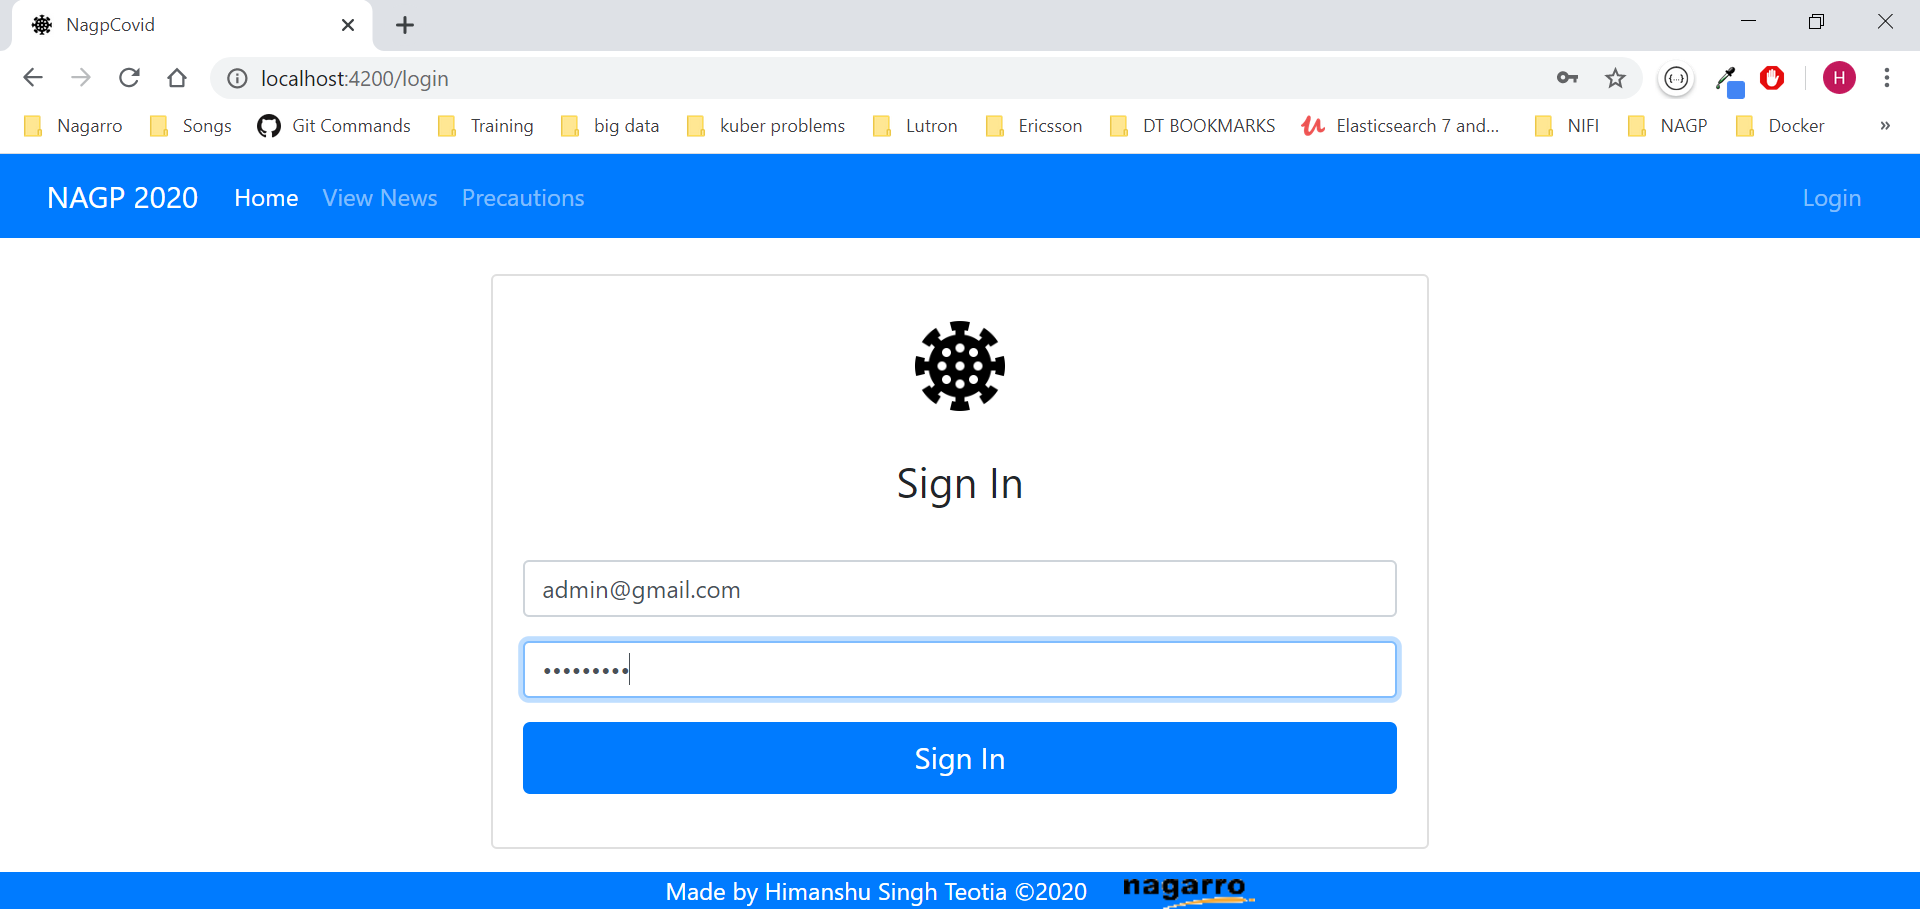 NagpCovid
localhost:4200/login
H
Nagarro Songs Git Commands Training big data kuber problems Lutron Ericsson DT BOOKMARKS Elasticsearch 7 and... NIFI NAGP Docker »
NAGP 2020 Home View News Precautions Login
Sign In
admin@gmail.com
•••••••••
Sign In
Made by Himanshu Singh Teotia ©2020 nagarro